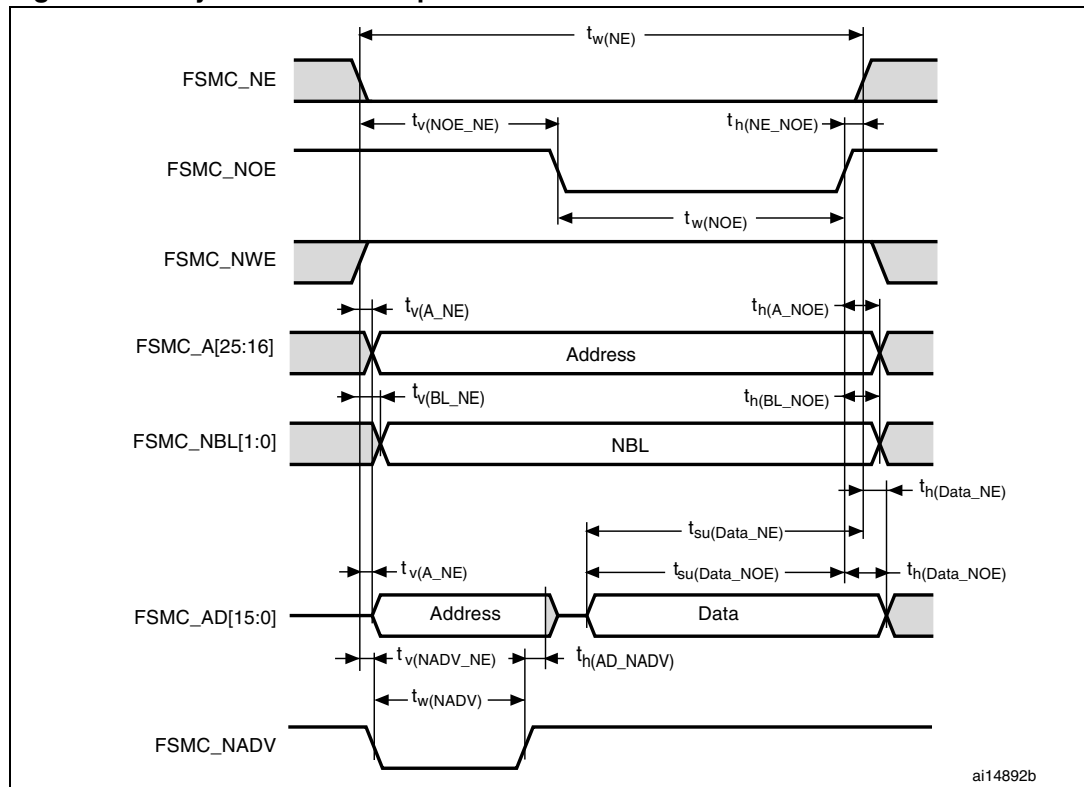 tw(NE)
FSMC_NE
tv(NOE_NE)
th(NE_NOE)
FSMC_NOE
tw(NOE)
FSMC_NWE
tv(A_NE)
th(A_NOE)
FSMC_A[25:16]
Address
tv(BL_NE)
th(BL_NOE)
FSMC_NBL[1:0]
NBL
th(Data_NE)
tsu(Data_NE)
tv(A_NE)
tsu(Data_NOE)
th(Data_NOE)
FSMC_AD[15:0]
Address
Data
tv(NADV_NE)
th(AD_NADV)
tw(NADV)
FSMC_NADV
ai14892b